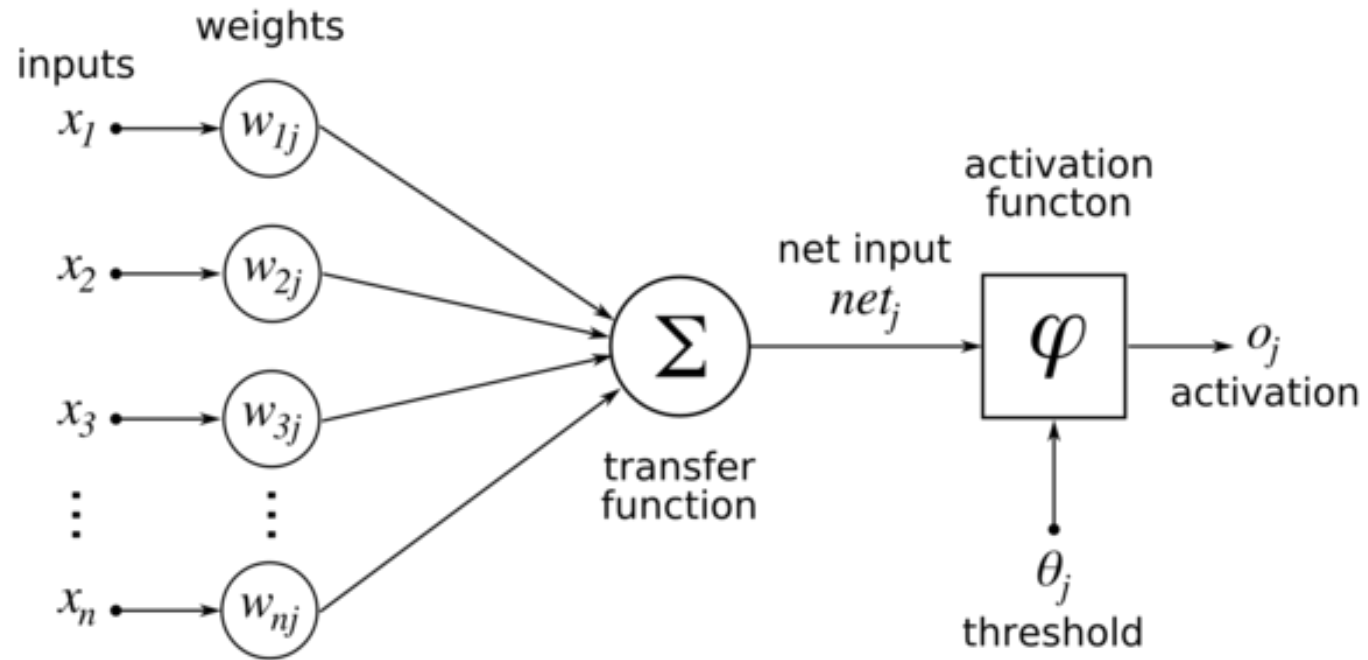 weights
inputs
x1
w1j
x2
w2j
x3
w3j
⋮ ⋮
xn
wnj
Σ
transfer
function
net input
netj
activation
functon
φ
oj
activation
θj
threshold